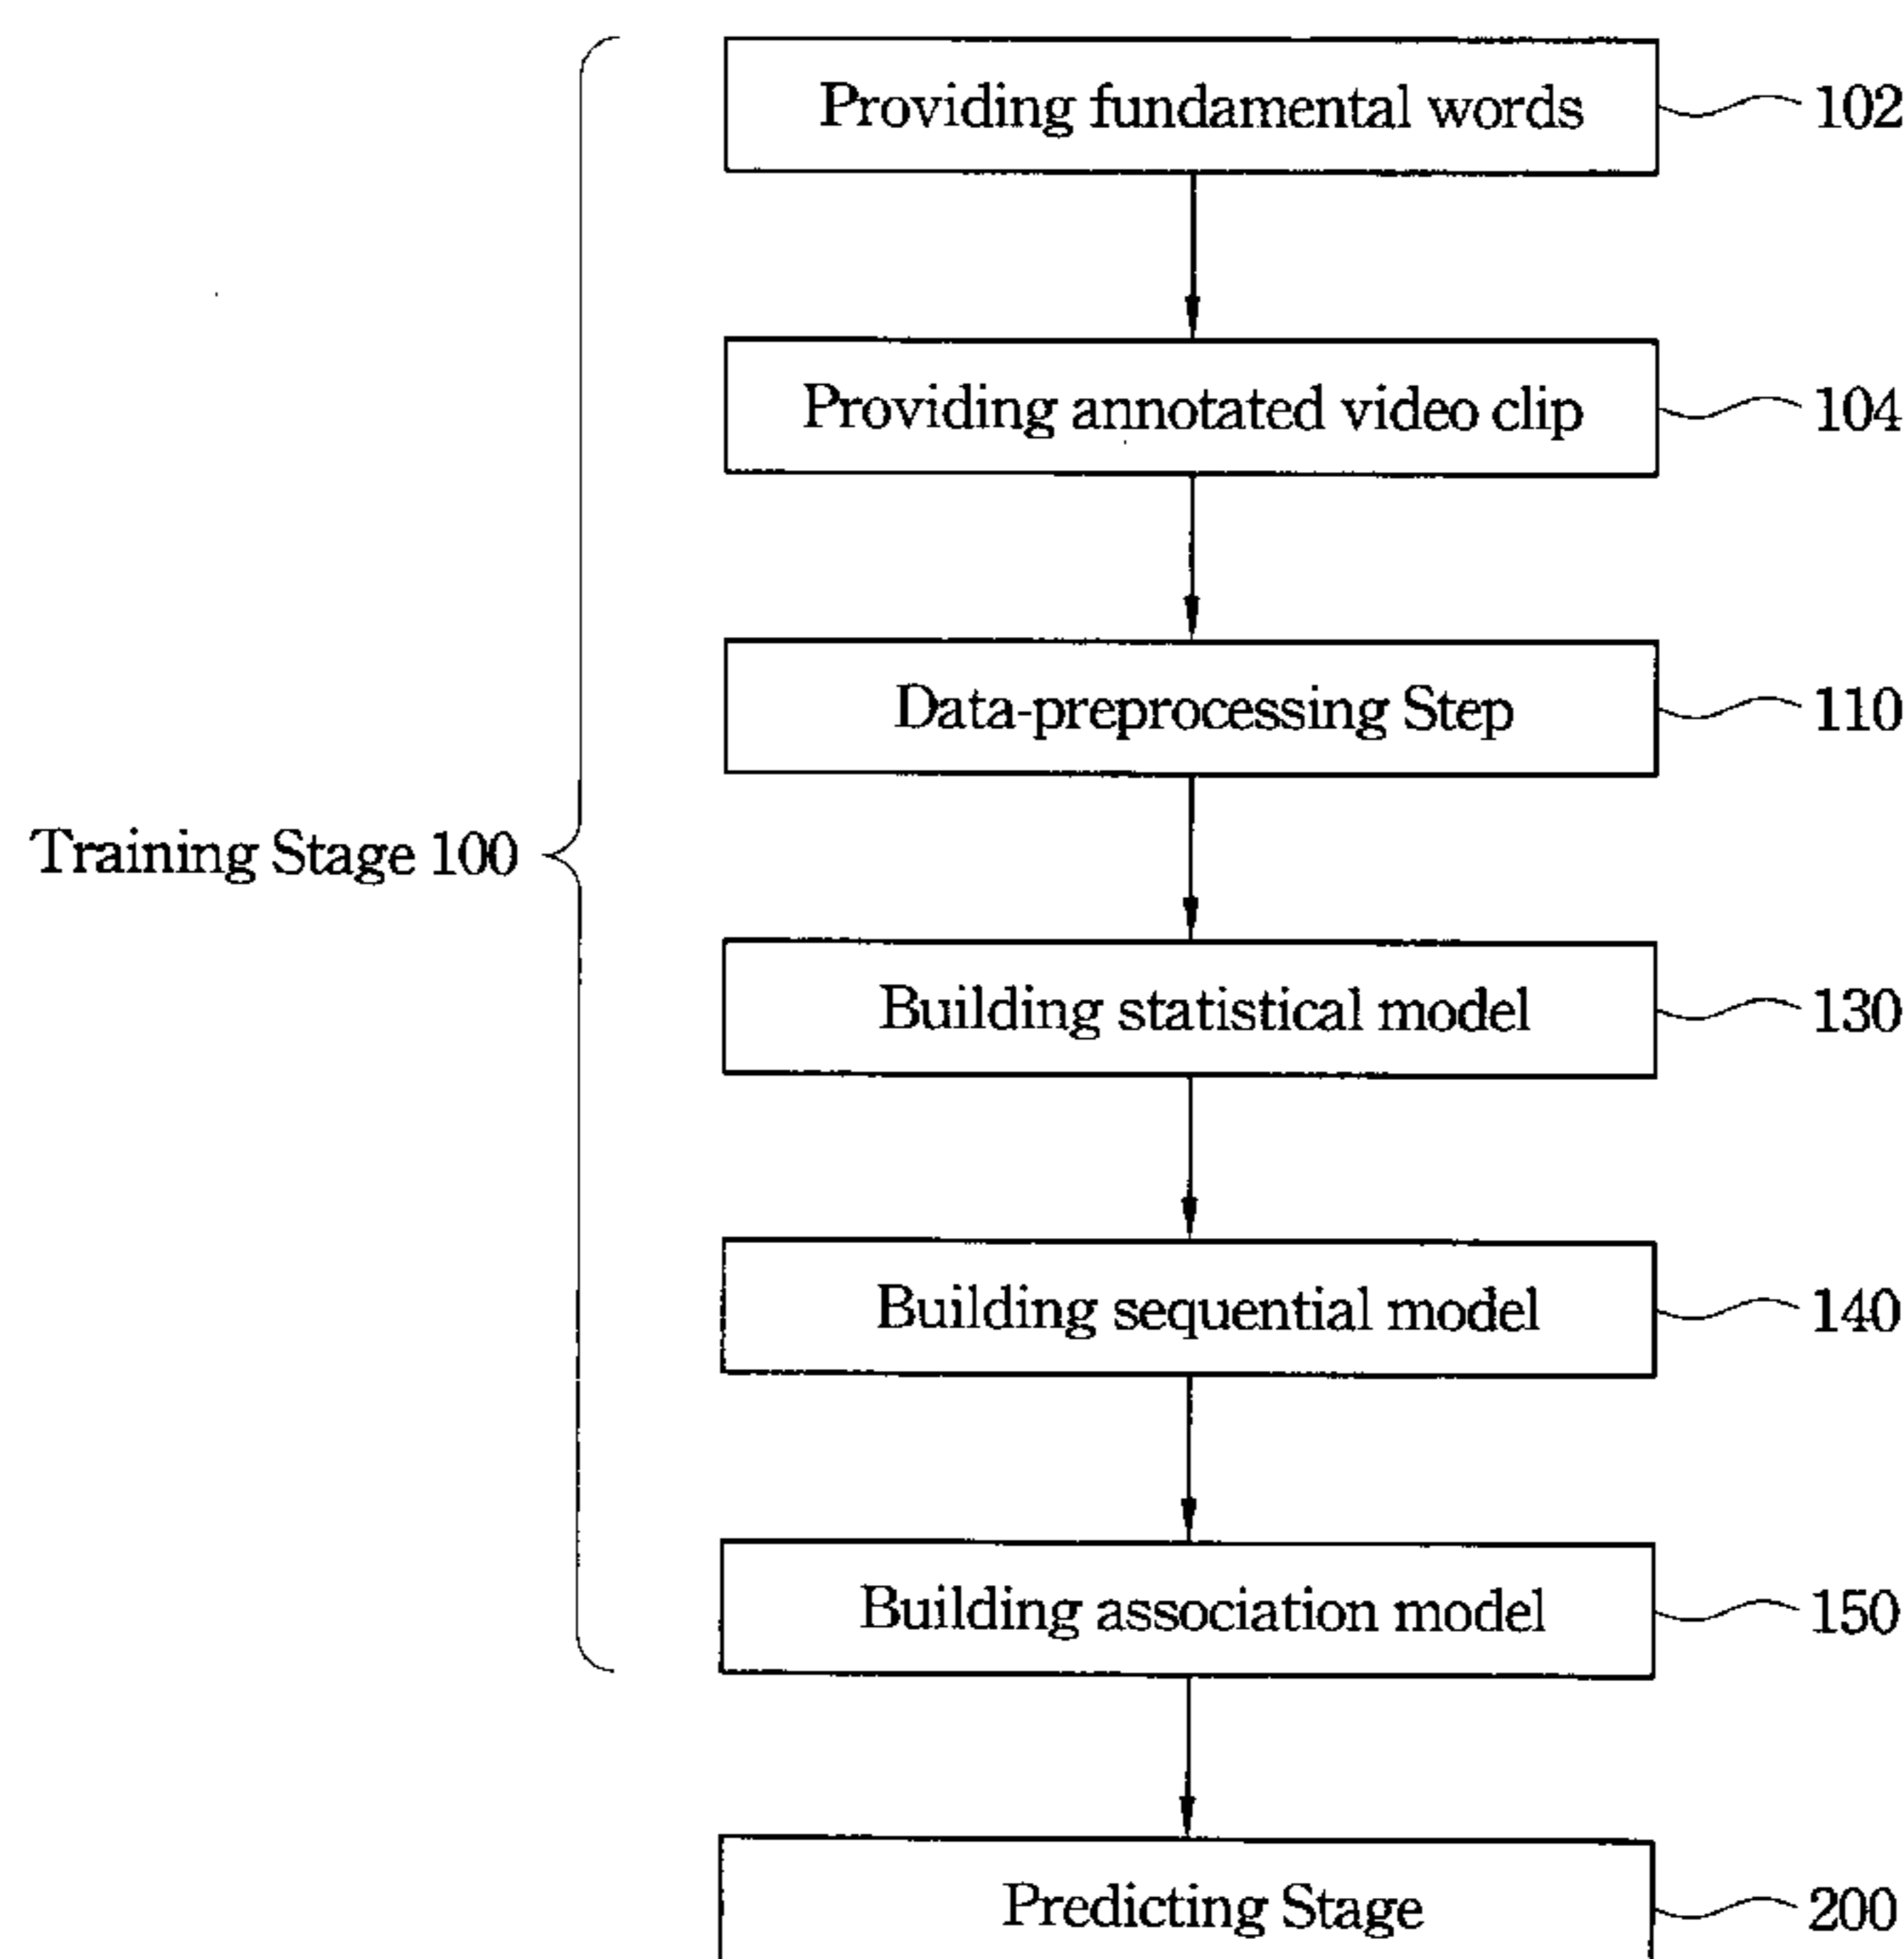 Providing fundamental words 102
Providing annotated video clip 104
Data-preprocessing Step 110
Training Stage 100
Building statistical model 130
Building sequential model 140
Building association model 150
Predicting Stage 200